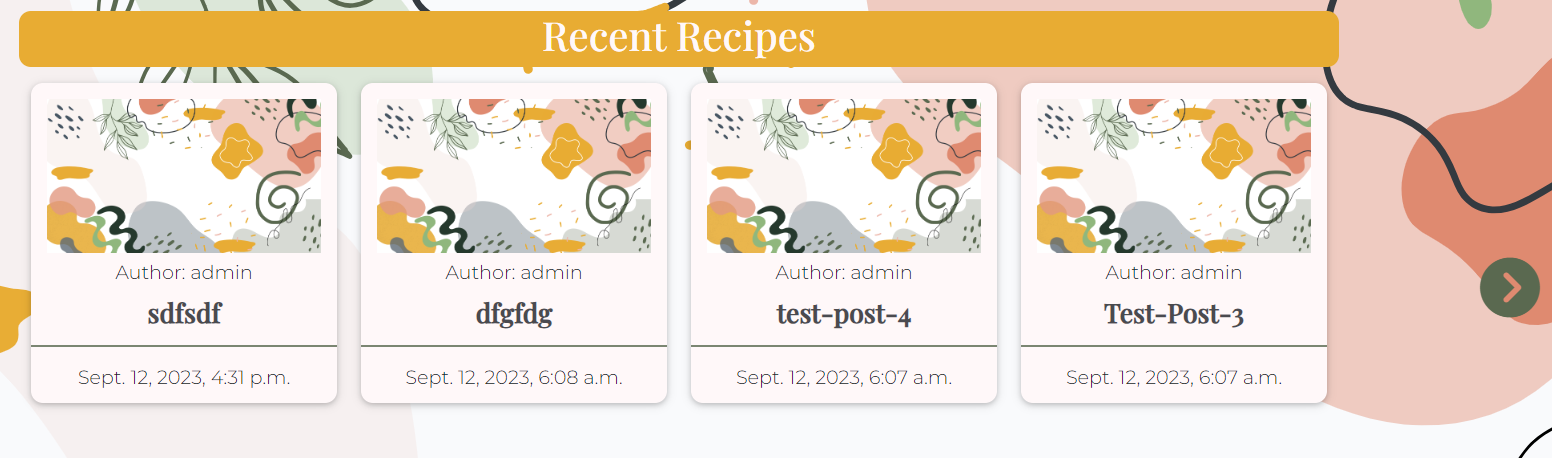 Recent Recipes
Author: admin
sdfsdf
Sept. 12, 2023, 4:31 p.m.
Author: admin
dfgfdg
Sept. 12, 2023, 6:08 a.m.
Author: admin
test-post-4
Sept. 12, 2023, 6:07 a.m.
Author: admin
Test-Post-3
Sept. 12, 2023, 6:07 a.m.